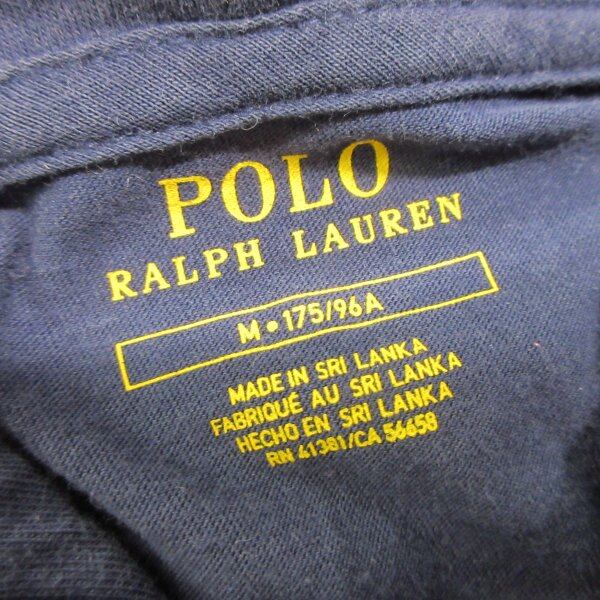 POLO
RALPH LAUREN
M • 175/96A
MADE IN SRI LANKA
FABRIQUÉ AU SRI LANKA
HECHO EN SRI LANKA
RN 41381/CA 56658